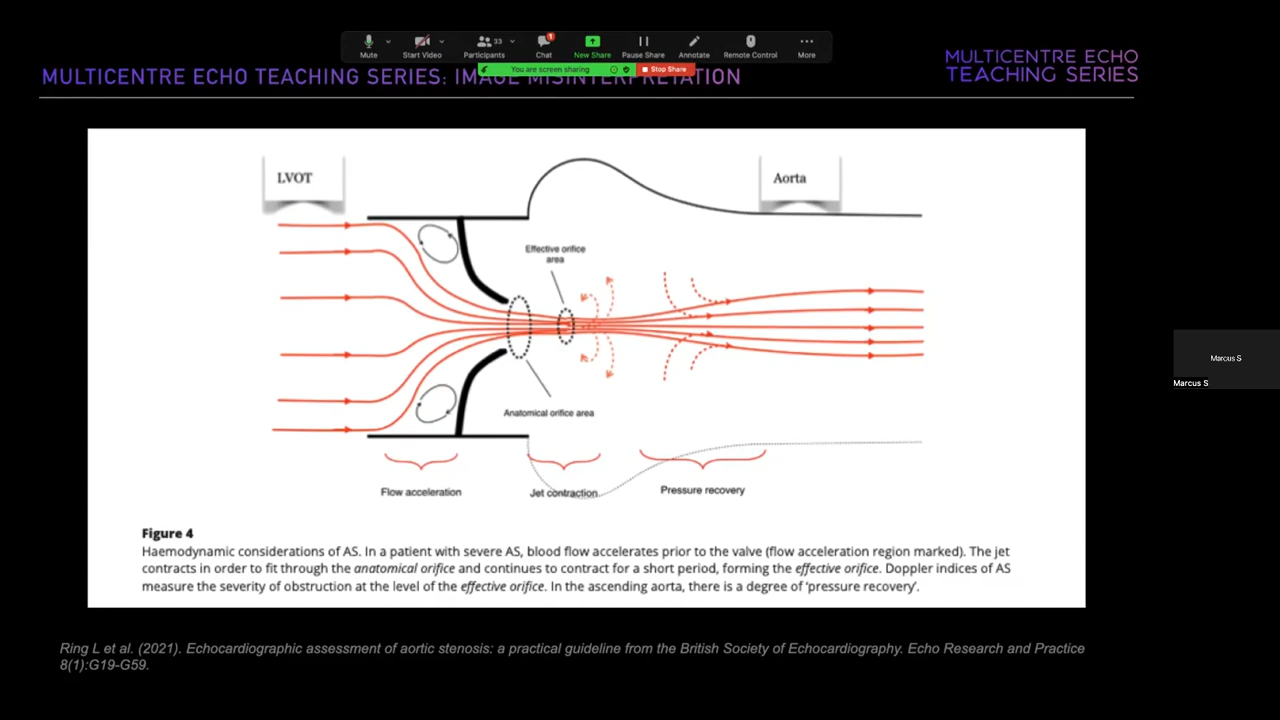 Mute
Start Video
Participants
33
Chat
1
New Share
Pause Share
Annotate
Remote Control
More
You are screen sharing
Stop Share
MULTICENTRE ECHO TEACHING SERIES: IMAGE MISINTERPRETATION
MULTICENTRE ECHO
TEACHING SERIES
LVOT
Aorta
Effective orifice
area
Anatomical orifice area
Flow acceleration
Jet contraction
Pressure recovery
Marcus S
Marcus S
Figure 4
Haemodynamic considerations of AS. In a patient with severe AS, blood flow accelerates prior to the valve (flow acceleration region marked). The jet
contracts in order to fit through the anatomical orifice and continues to contract for a short period, forming the effective orifice. Doppler indices of AS
measure the severity of obstruction at the level of the effective orifice. In the ascending aorta, there is a degree of ‘pressure recovery’.
Ring L et al. (2021). Echocardiographic assessment of aortic stenosis: a practical guideline from the British Society of Echocardiography. Echo Research and Practice
8(1):G19-G59.